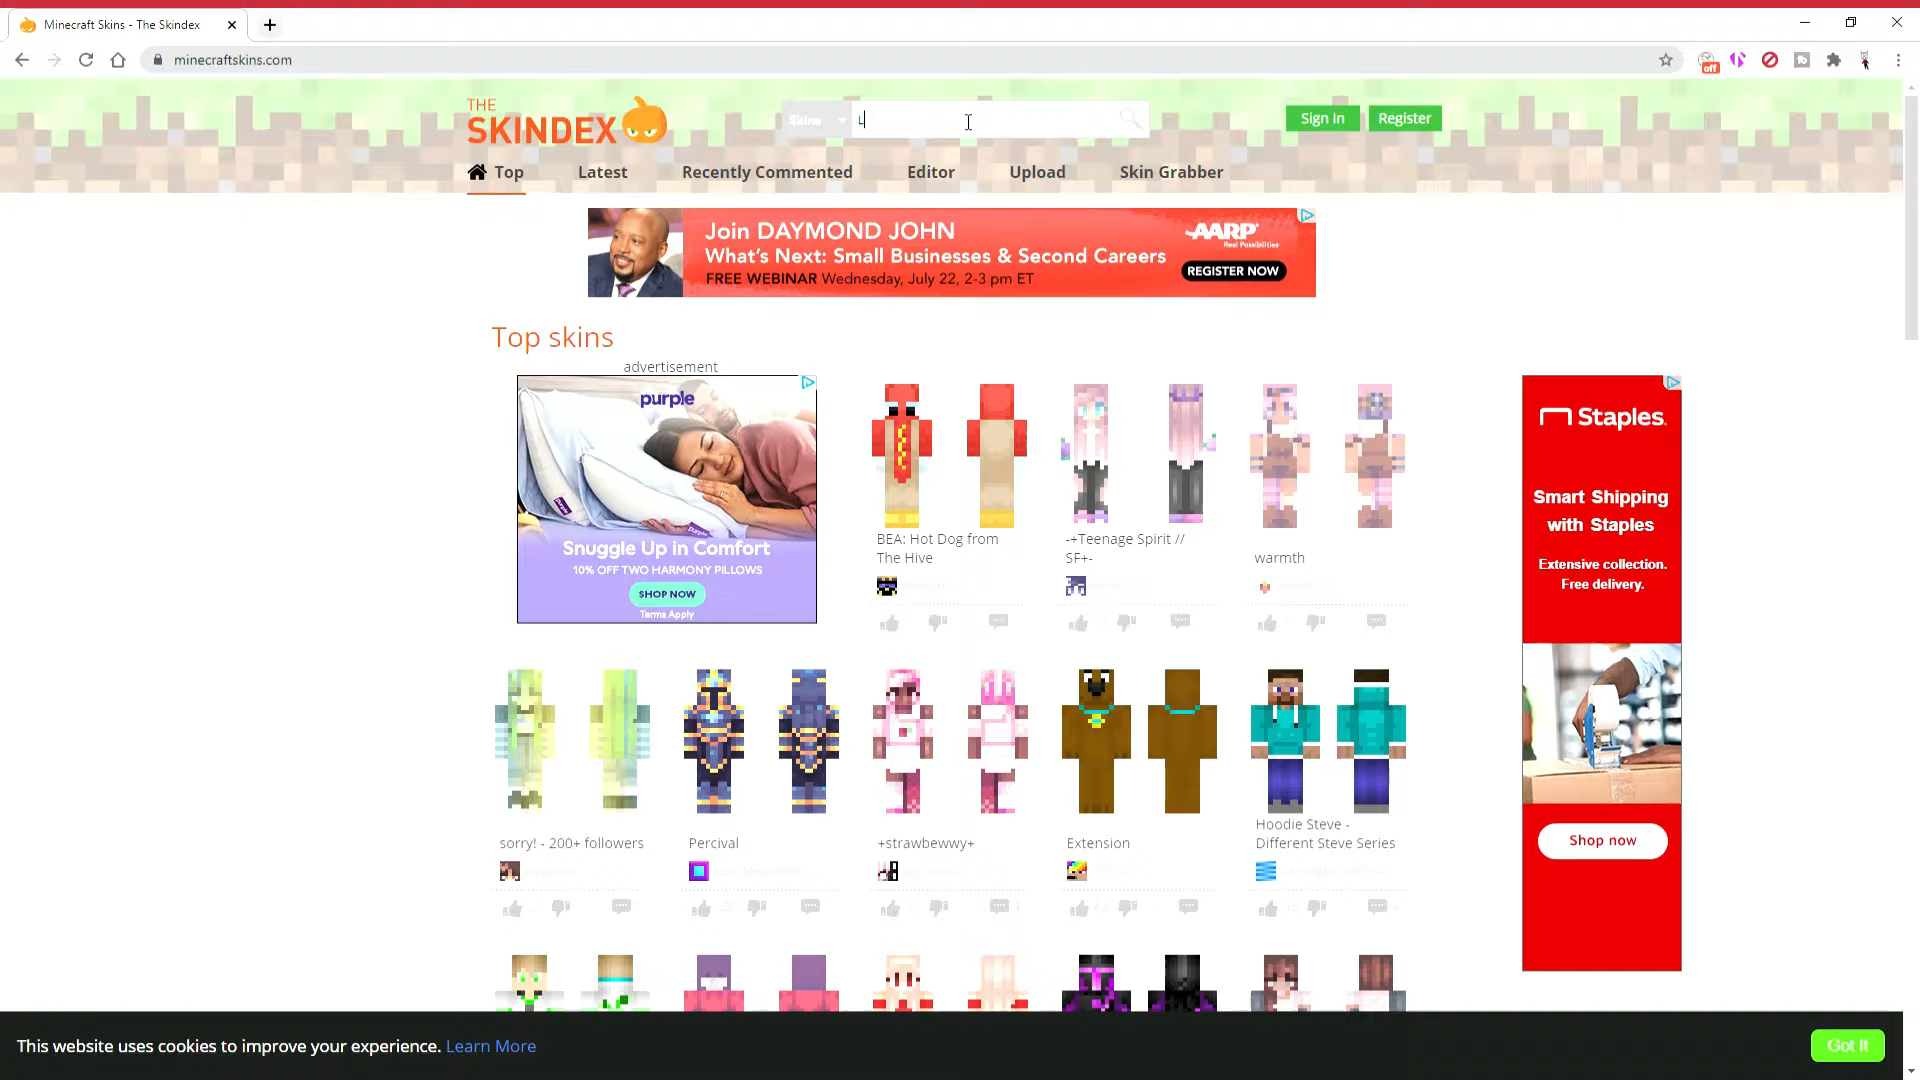 Minecraft Skins - The Skindex
minecraftskins.com
off
THE
SKINDEX
Skins
L
Sign in
Register
Top
Latest
Recently Commented
Editor
Upload
Skin Grabber
Join DAYMOND JOHN
What's Next: Small Businesses & Second Careers
FREE WEBINAR Wednesday, July 22, 2-3 pm ET
AARP
Real Possibilities
REGISTER NOW
Top skins
advertisement
purple
Snuggle Up in Comfort
10% OFF TWO HARMONY PILLOWS
SHOP NOW
Terms Apply
BEA: Hot Dog from
The Hive
-+Teenage Spirit //
SF+-
warmth
Staples
Smart Shipping
with Staples
Extensive collection.
Free delivery.
Shop now
sorry! - 200+ followers
Percival
+strawbewwy+
Extension
Hoodie Steve -
Different Steve Series
This website uses cookies to improve your experience. Learn More
Got It